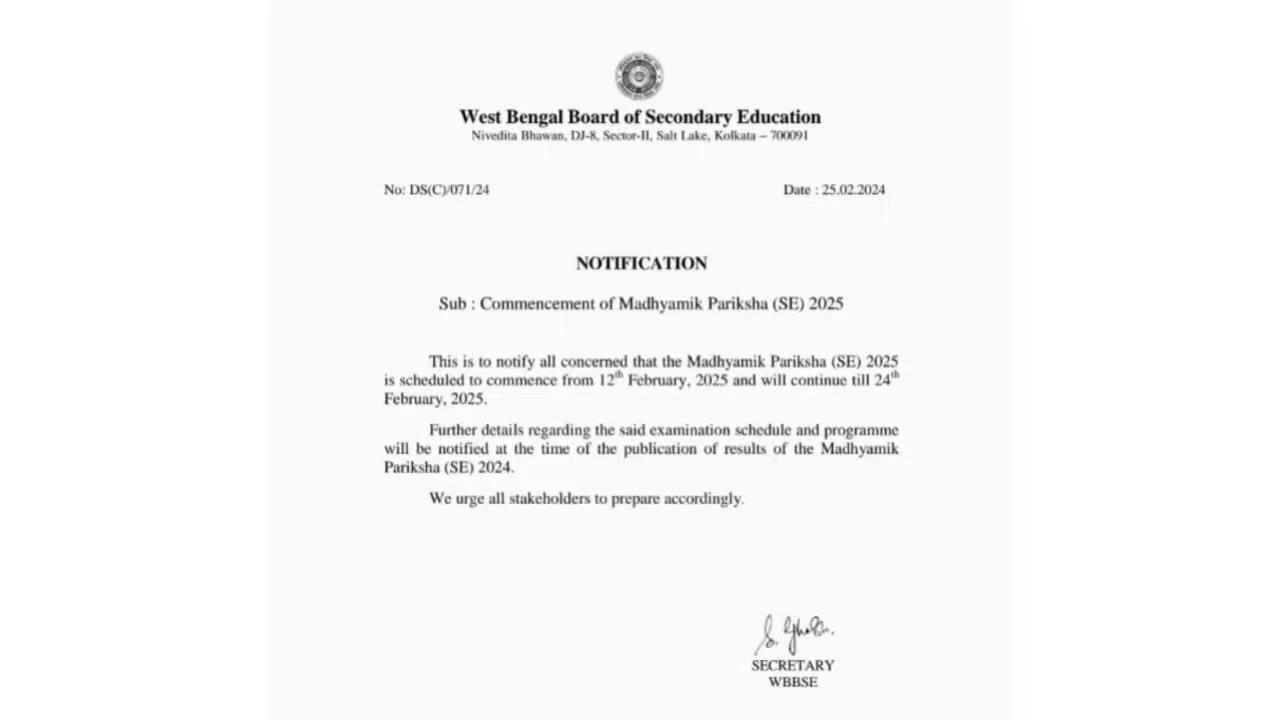 West Bengal Board of Secondary Education
Nivedita Bhawan, DJ-8, Sector-II, Salt Lake, Kolkata – 700091
No: DS(C)/071/24 Date : 25.02.2024
NOTIFICATION
Sub : Commencement of Madhyamik Pariksha (SE) 2025
This is to notify all concerned that the Madhyamik Pariksha (SE) 2025
is scheduled to commence from 12th February, 2025 and will continue till 24th
February, 2025.
Further details regarding the said examination schedule and programme
will be notified at the time of the publication of results of the Madhyamik
Pariksha (SE) 2024.
We urge all stakeholders to prepare accordingly.
SECRETARY
WBBSE